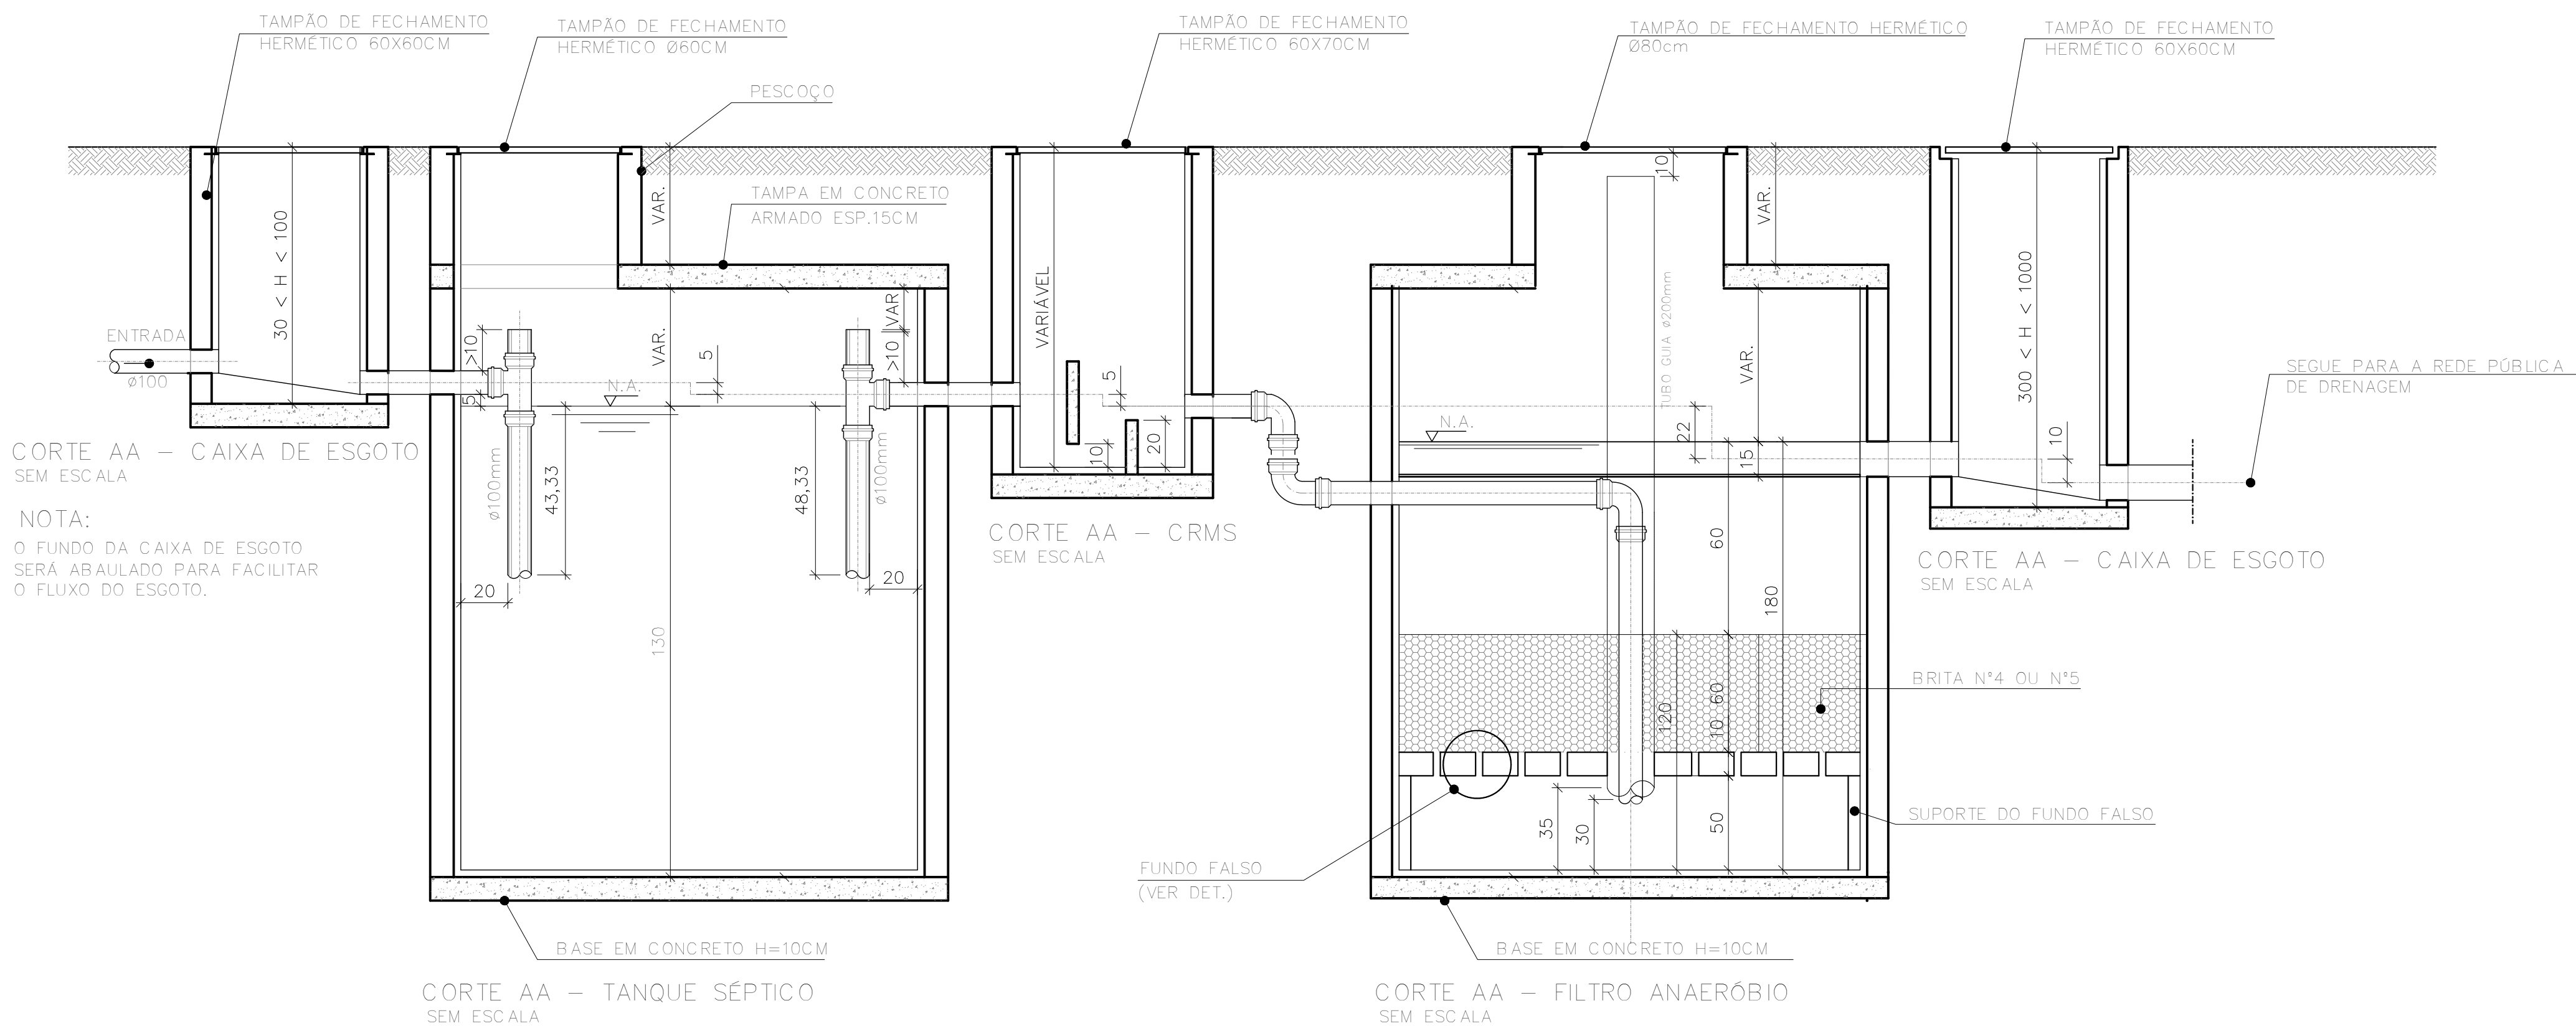 TAMPÃO DE FECHAMENTO
HERMÉTICO 60X60CM
TAMPÃO DE FECHAMENTO
HERMÉTICO Ø60CM
TAMPÃO DE FECHAMENTO
HERMÉTICO 60X70CM
TAMPÃO DE FECHAMENTO HERMÉTICO
Ø80cm
TAMPÃO DE FECHAMENTO
HERMÉTICO 60X60CM
PESCOÇO
TAMPA EM CONCRETO
ARMADO ESP.15CM
ENTRADA
ø100
30 < H < 100
CORTE AA - CAIXA DE ESGOTO
SEM ESCALA
NOTA:
O FUNDO DA CAIXA DE ESGOTO
SERÁ ABAULADO PARA FACILITAR
O FLUXO DO ESGOTO.
VAR.
VAR.
VAR
>10
>10
5
5
N.A.
ø100mm
43,33
48,33
ø100mm
20
20
130
BASE EM CONCRETO H=10CM
CORTE AA - TANQUE SÉPTICO
SEM ESCALA
VARIÁVEL
5
10
20
CORTE AA - CRMS
SEM ESCALA
10
VAR.
TUBO GUIA ø200mm
VAR.
N.A.
22
15
60
180
120
10 60
50
35
30
BRITA N°4 OU N°5
SUPORTE DO FUNDO FALSO
FUNDO FALSO
(VER DET.)
BASE EM CONCRETO H=10CM
CORTE AA - FILTRO ANAERÓBIO
SEM ESCALA
300 < H < 1000
10
SEGUE PARA A REDE PÚBLICA
DE DRENAGEM
CORTE AA - CAIXA DE ESGOTO
SEM ESCALA